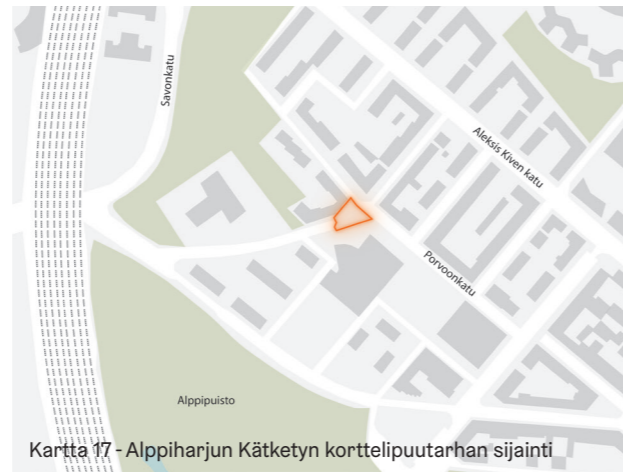 Savonkatu
Aleksis Kiven katu
Porvoonkatu
Alppipuisto
Kartta 17 - Alppiharjun Kätketyn korttelipuutarhan sijainti